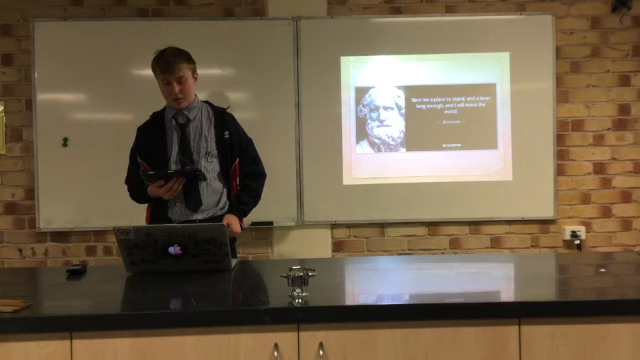 Give me a place to stand, and a lever
long enough, and I will move the
world.